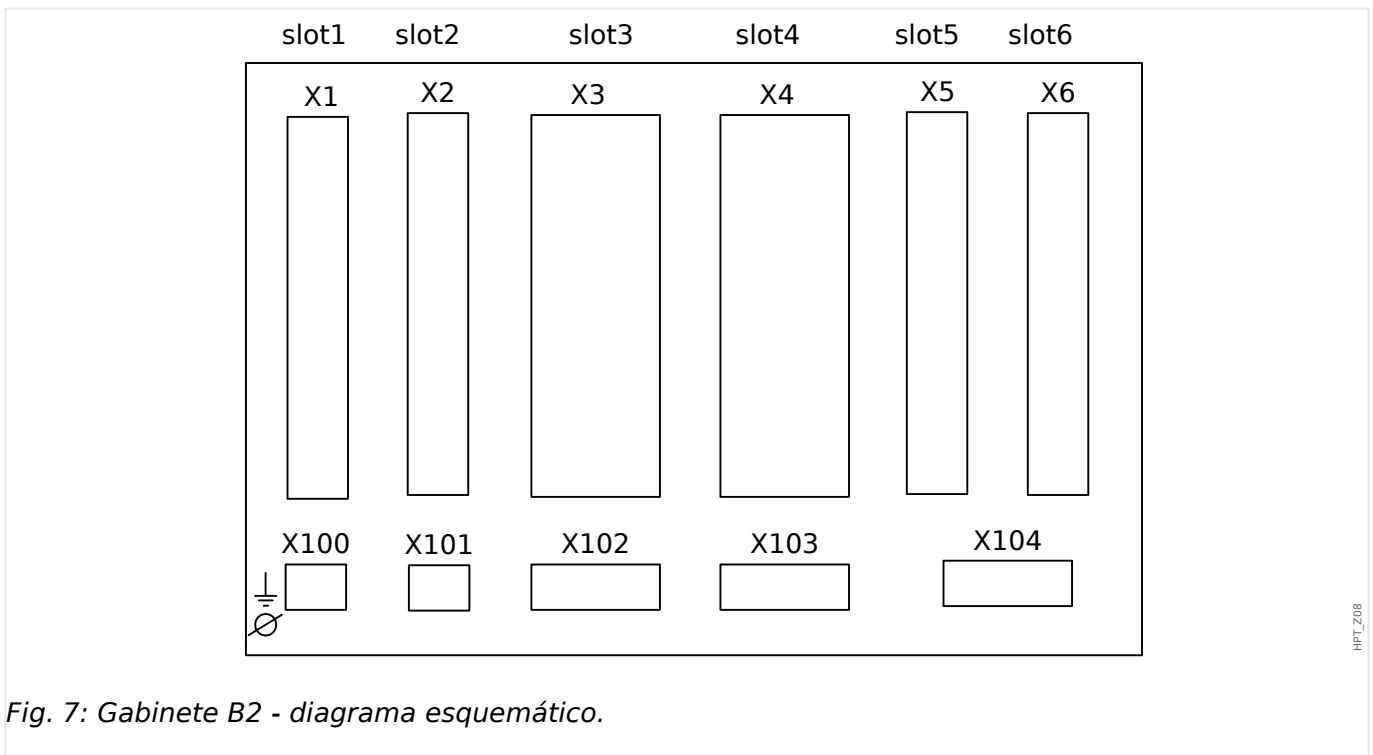 slot1 slot2 slot3 slot4 slot5 slot6
X1 X2 X3 X4 X5 X6
X100 X101 X102 X103 X104
HPT_Z08
Fig. 7: Gabinete B2 - diagrama esquemático.